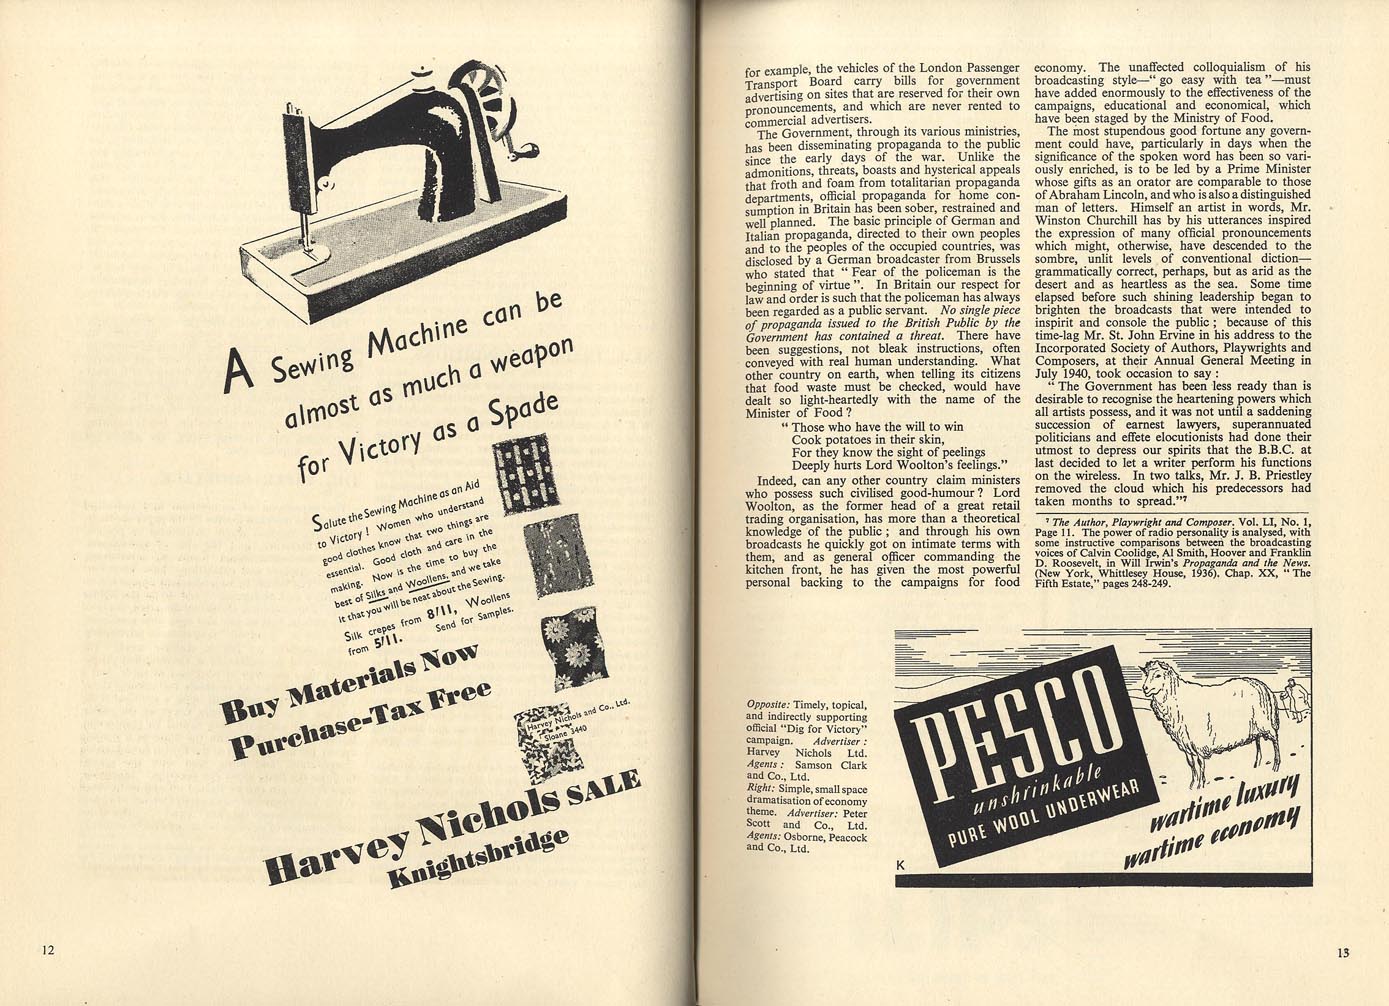 A Sewing Machine can be
almost as much a weapon
for Victory as a Spade
Salute the Sewing Machine as an Aid
to Victory ! Women who understand
good clothes know that two things are
essential. Good cloth and care in the
making. Now is the time to buy the
best of Silks and Woollens, and we take
it that you will be neat about the Sewing.
Silk crepes from 8/11, Woollens
from 5/11. Send for Samples.
Buy Materials Now
Purchase-Tax Free
Harvey Nichols and Co., Ltd.
Sloane 3440
Harvey Nichols SALE
Knightsbridge
12
for example, the vehicles of the London Passenger
Transport Board carry bills for government
advertising on sites that are reserved for their own
pronouncements, and which are never rented to
commercial advertisers.
The Government, through its various ministries,
has been disseminating propaganda to the public
since the early days of the war. Unlike the
admonitions, threats, boasts and hysterical appeals
that froth and foam from totalitarian propaganda
departments, official propaganda for home con-
sumption in Britain has been sober, restrained and
well planned. The basic principle of German and
Italian propaganda, directed to their own peoples
and to the peoples of the occupied countries, was
disclosed by a German broadcaster from Brussels
who stated that “ Fear of the policeman is the
beginning of virtue ”. In Britain our respect for
law and order is such that the policeman has always
been regarded as a public servant. No single piece
of propaganda issued to the British Public by the
Government has contained a threat. There have
been suggestions, not bleak instructions, often
conveyed with real human understanding. What
other country on earth, when telling its citizens
that food waste must be checked, would have
dealt so light-heartedly with the name of the
Minister of Food ?
“ Those who have the will to win
Cook potatoes in their skin,
For they know the sight of peelings
Deeply hurts Lord Woolton’s feelings.”
Indeed, can any other country claim ministers
who possess such civilised good-humour ? Lord
Woolton, as the former head of a great retail
trading organisation, has more than a theoretical
knowledge of the public ; and through his own
broadcasts he quickly got on intimate terms with
them, and as general officer commanding the
kitchen front, he has given the most powerful
personal backing to the campaigns for food
economy. The unaffected colloquialism of his
broadcasting style—“ go easy with tea ”—must
have added enormously to the effectiveness of the
campaigns, educational and economical, which
have been staged by the Ministry of Food.
The most stupendous good fortune any govern-
ment could have, particularly in days when the
significance of the spoken word has been so vari-
ously enriched, is to be led by a Prime Minister
whose gifts as an orator are comparable to those
of Abraham Lincoln, and who is also a distinguished
man of letters. Himself an artist in words, Mr.
Winston Churchill has by his utterances inspired
the expression of many official pronouncements
which might, otherwise, have descended to the
sombre, unlit levels of conventional diction—
grammatically correct, perhaps, but as arid as the
desert and as heartless as the sea. Some time
elapsed before such shining leadership began to
brighten the broadcasts that were intended to
inspirit and console the public ; because of this
time-lag Mr. St. John Ervine in his address to the
Incorporated Society of Authors, Playwrights and
Composers, at their Annual General Meeting in
July 1940, took occasion to say :
“ The Government has been less ready than is
desirable to recognise the heartening powers which
all artists possess, and it was not until a saddening
succession of earnest lawyers, superannuated
politicians and effete elocutionists had done their
utmost to depress our spirits that the B.B.C. at
last decided to let a writer perform his functions
on the wireless. In two talks, Mr. J. B. Priestley
removed the cloud which his predecessors had
taken months to spread.”⁷
⁷ The Author, Playwright and Composer. Vol. LI, No. 1,
Page 11. The power of radio personality is analysed, with
some instructive comparisons between the broadcasting
voices of Calvin Coolidge, Al Smith, Hoover and Franklin
D. Roosevelt, in Will Irwin’s Propaganda and the News.
(New York, Whittlesey House, 1936). Chap. XX, “ The
Fifth Estate,” pages 248-249.
Opposite: Timely, topical,
and indirectly supporting
official “Dig for Victory”
campaign. Advertiser :
Harvey Nichols Ltd.
Agents : Samson Clark
and Co., Ltd.
Right: Simple, small space
dramatisation of economy
theme. Advertiser: Peter
Scott and Co., Ltd.
Agents: Osborne, Peacock
and Co., Ltd.
PESCO
unshrinkable
PURE WOOL UNDERWEAR
wartime luxury
wartime economy
K
13